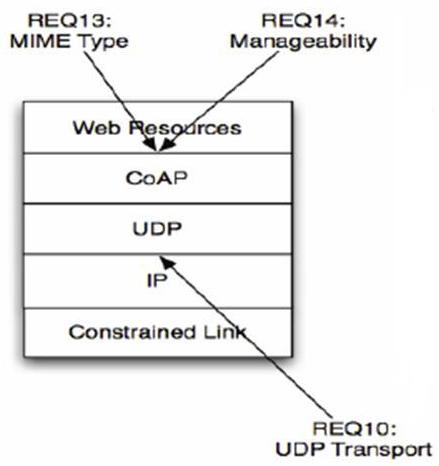 REQ13:
MIME Type
REQ14:
Manageability
Web Resources
CoAP
UDP
IP
Constrained Link
REQ10:
UDP Transport